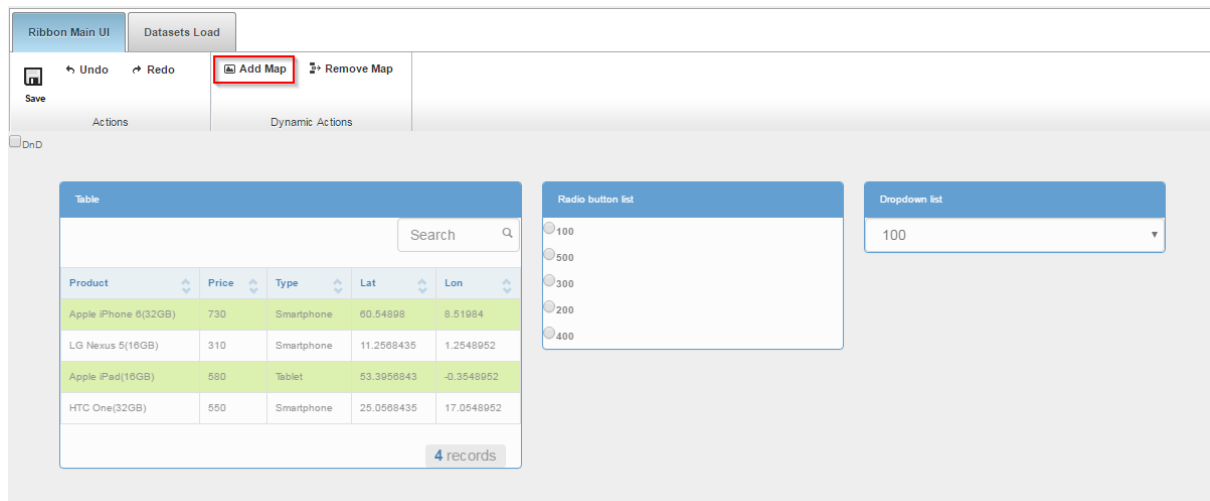 Ribbon Main UI Datasets Load
Undo Redo Add Map Remove Map
Save
Actions Dynamic Actions
DnD
Table
Search
Product Price Type Lat Lon
Apple iPhone 6(32GB) 730 Smartphone 60.54898 8.51984
LG Nexus 5(16GB) 310 Smartphone 11.2568435 1.2548952
Apple iPad(16GB) 580 Tablet 53.3956843 -0.3548952
HTC One(32GB) 550 Smartphone 25.0568435 17.0548952
4 records
Radio button list
100
500
300
200
400
Dropdown list
100